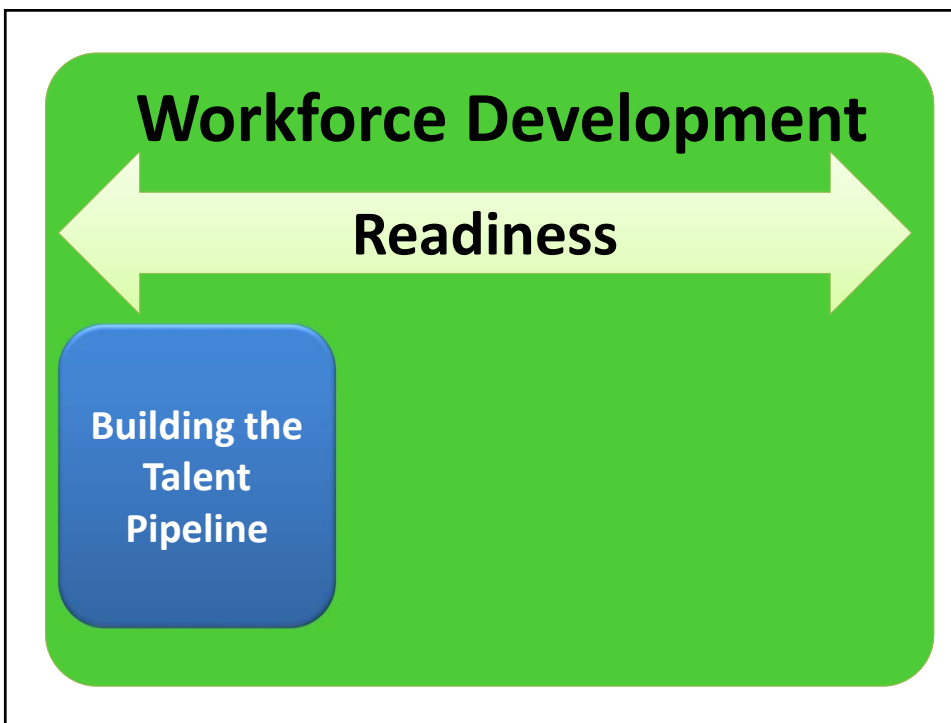 Workforce Development
Readiness
Building the
Talent
Pipeline